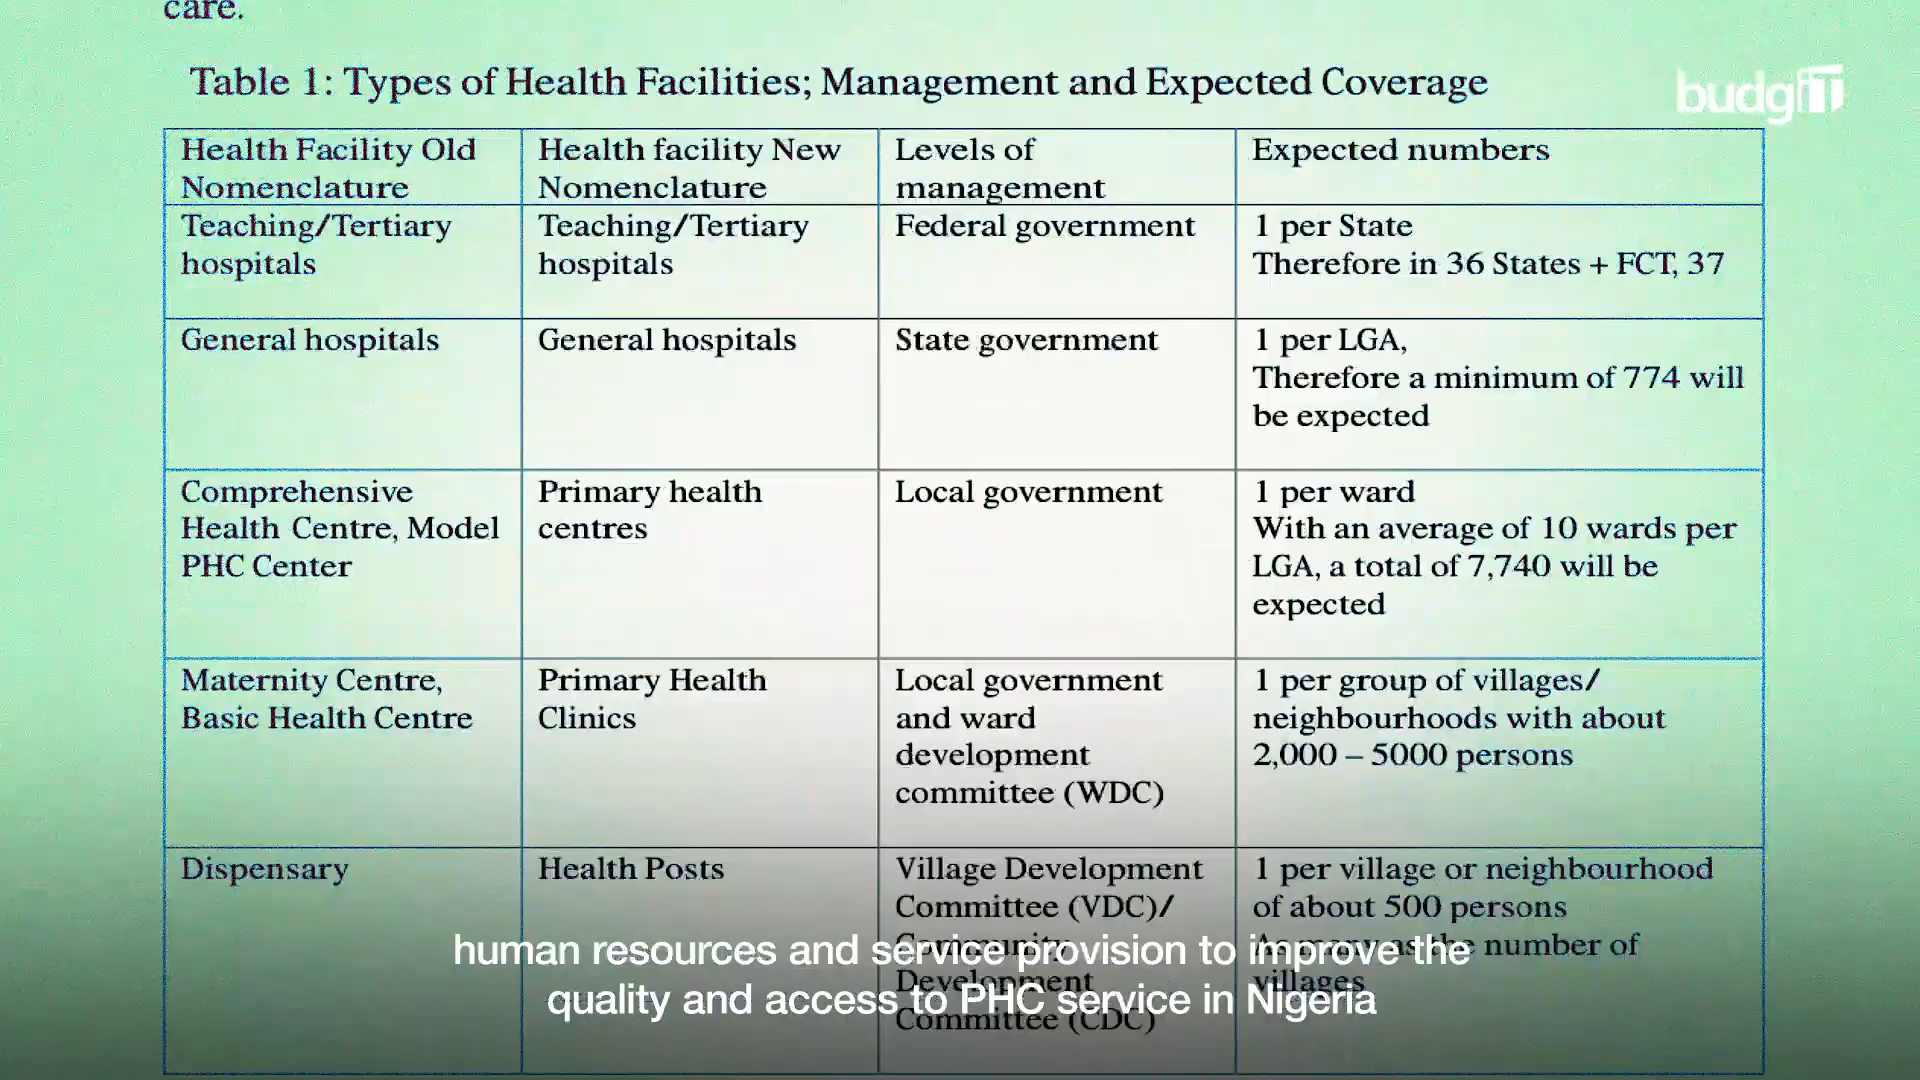 care.
Table 1: Types of Health Facilities; Management and Expected Coverage
budgIT
Health Facility Old
Nomenclature
Health facility New
Nomenclature
Levels of
management
Expected numbers
Teaching/Tertiary
hospitals
Teaching/Tertiary
hospitals
Federal government
1 per State
Therefore in 36 States + FCT, 37
General hospitals
General hospitals
State government
1 per LGA,
Therefore a minimum of 774 will
be expected
Comprehensive
Health Centre, Model
PHC Center
Primary health
centres
Local government
1 per ward
With an average of 10 wards per
LGA, a total of 7,740 will be
expected
Maternity Centre,
Basic Health Centre
Primary Health
Clinics
Local government
and ward
development
committee (WDC)
1 per group of villages/
neighbourhoods with about
2,000 – 5000 persons
Dispensary
Health Posts
Village Development
Committee (VDC)/
Community
Development
Committee (CDC)
1 per village or neighbourhood
of about 500 persons
As many as the number of
villages
human resources and service provision to improve the
quality and access to PHC service in Nigeria